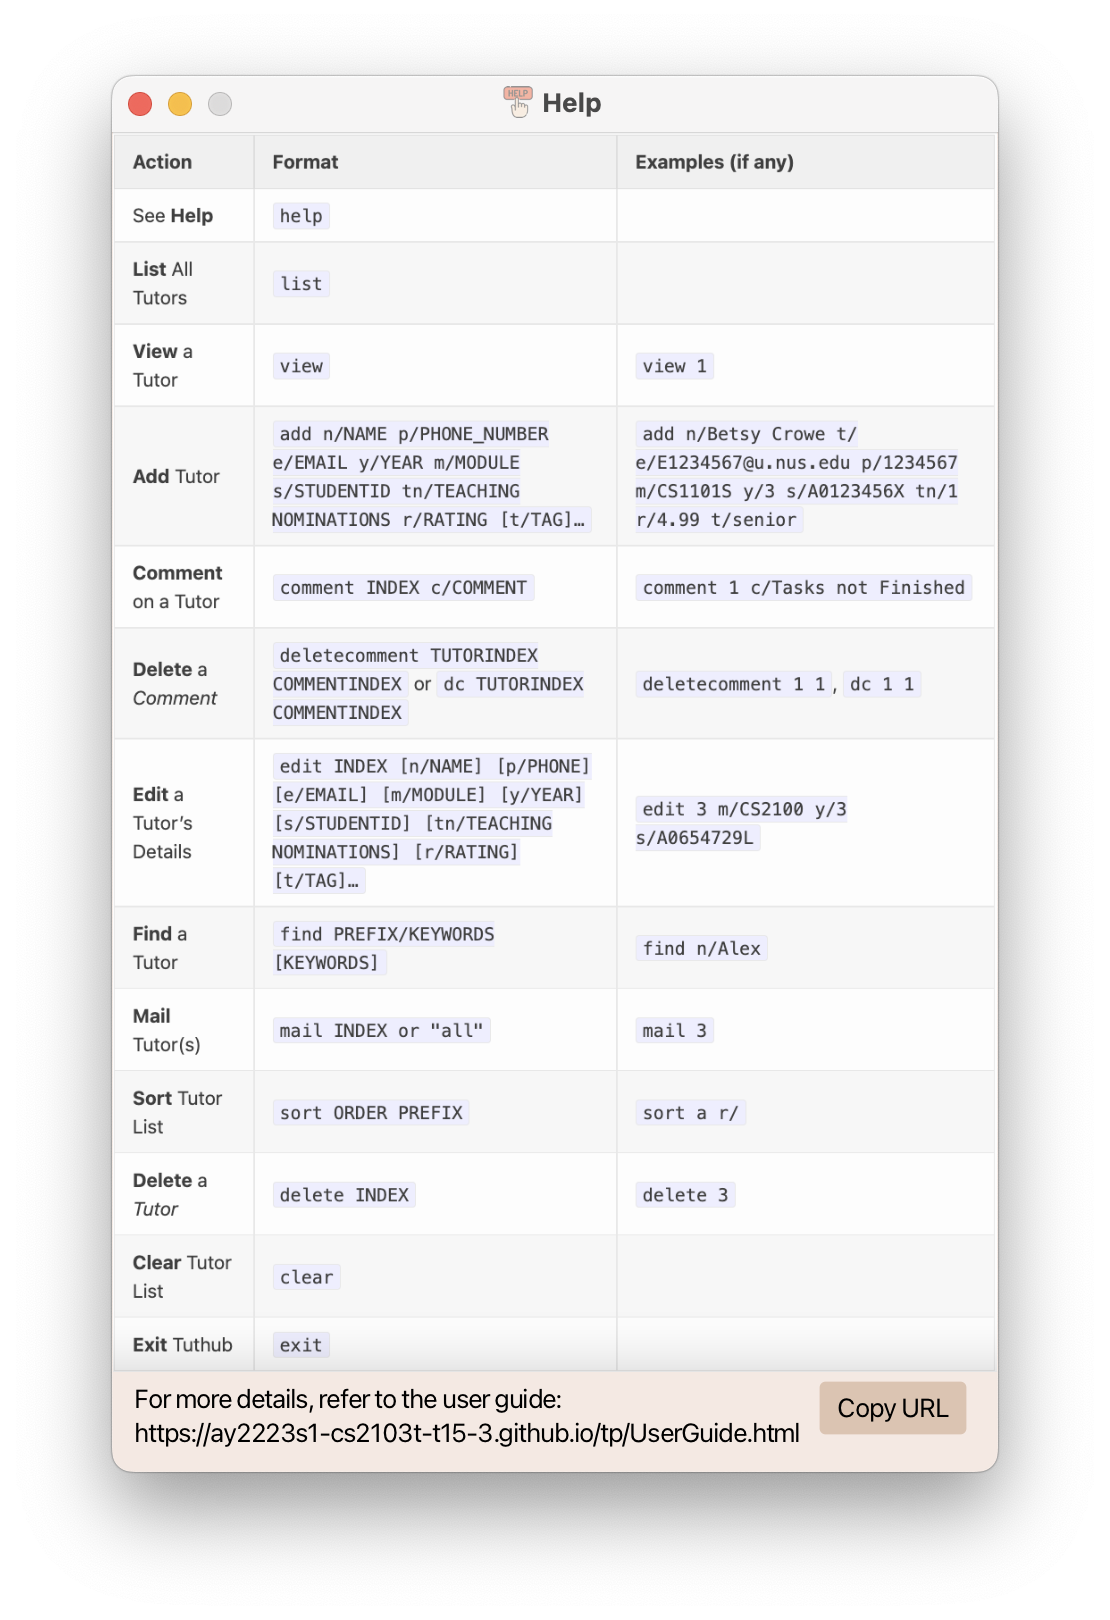 HELP
Help
Action
Format
Examples (if any)
See Help
help
List All
Tutors
list
View a
Tutor
view
view 1
Add Tutor
add n/NAME p/PHONE_NUMBER
e/EMAIL y/YEAR m/MODULE
s/STUDENTID tn/TEACHING
NOMINATIONS r/RATING [t/TAG]…
add n/Betsy Crowe t/
e/E1234567@u.nus.edu p/1234567
m/CS1101S y/3 s/A0123456X tn/1
r/4.99 t/senior
Comment
on a Tutor
comment INDEX c/COMMENT
comment 1 c/Tasks not Finished
Delete a
Comment
deletecomment TUTORINDEX
COMMENTINDEX or dc TUTORINDEX
COMMENTINDEX
deletecomment 1 1, dc 1 1
Edit a
Tutor’s
Details
edit INDEX [n/NAME] [p/PHONE]
[e/EMAIL] [m/MODULE] [y/YEAR]
[s/STUDENTID] [tn/TEACHING
NOMINATIONS] [r/RATING]
[t/TAG]…
edit 3 m/CS2100 y/3
s/A0654729L
Find a
Tutor
find PREFIX/KEYWORDS
[KEYWORDS]
find n/Alex
Mail
Tutor(s)
mail INDEX or "all"
mail 3
Sort Tutor
List
sort ORDER PREFIX
sort a r/
Delete a
Tutor
delete INDEX
delete 3
Clear Tutor
List
clear
Exit Tuthub
exit
For more details, refer to the user guide:
https://ay2223s1-cs2103t-t15-3.github.io/tp/UserGuide.html
Copy URL